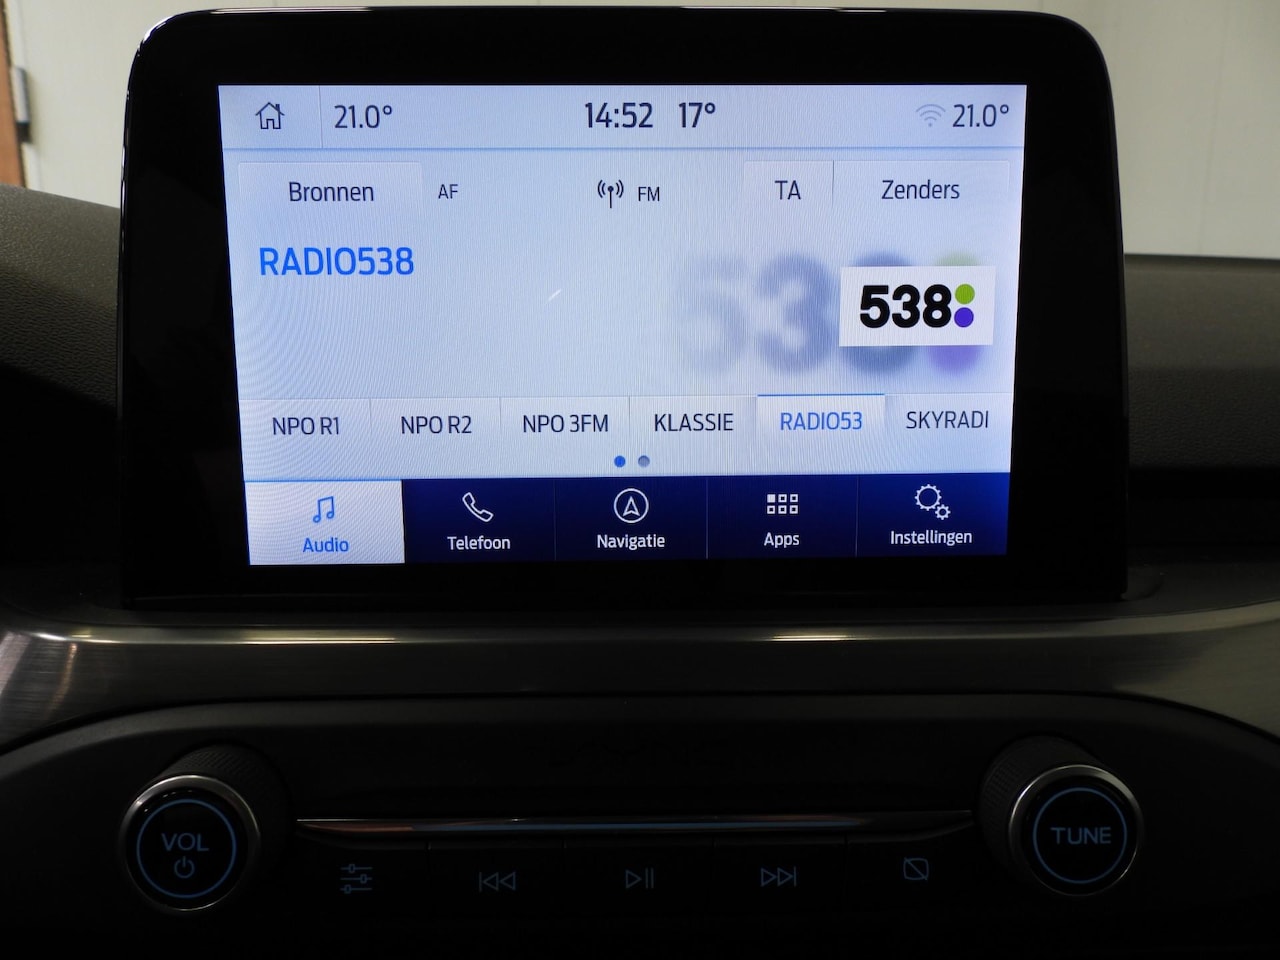 21.0° 14:52 17° 21.0°
Bronnen AF FM TA Zenders
RADIO538
538
NPO R1 NPO R2 NPO 3FM KLASSIE RADIO53 SKYRADI
Audio Telefoon Navigatie Apps Instellingen
VOL TUNE